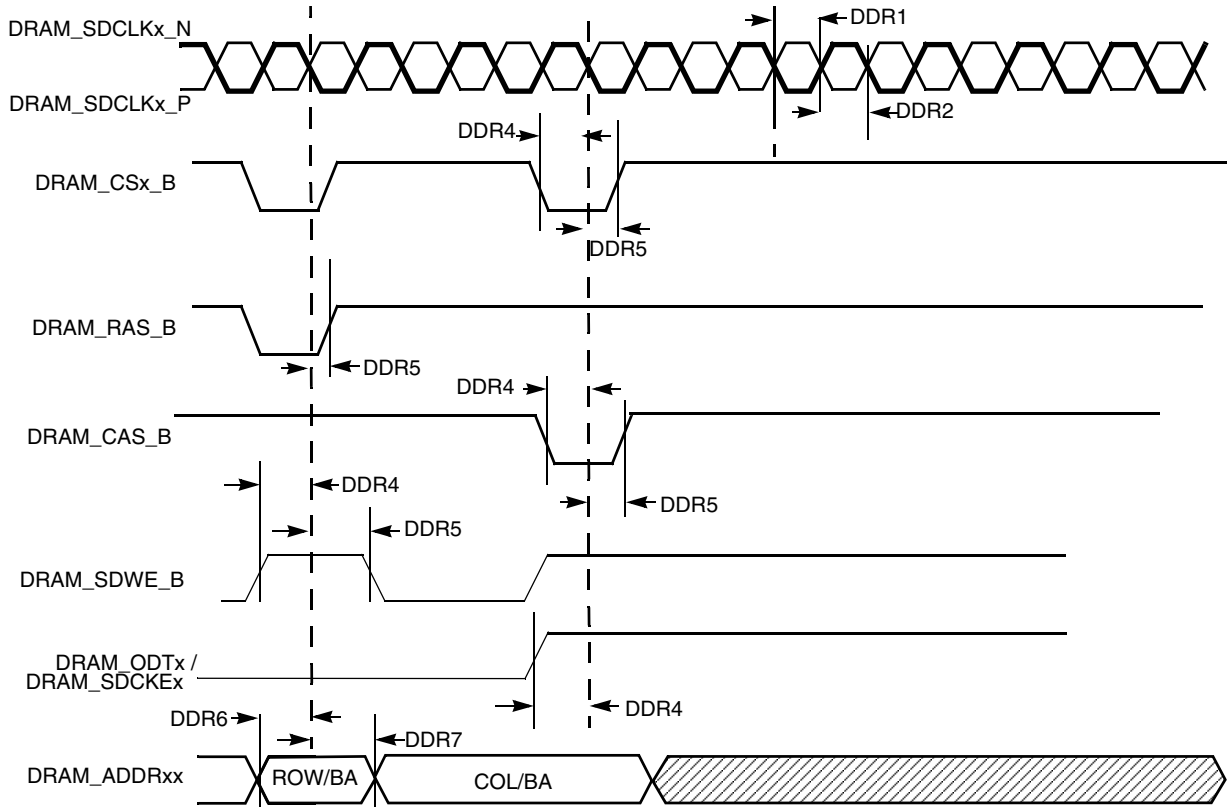 DDR1
DRAM_SDCLKx_N
DRAM_SDCLKx_P
DDR2
DDR4
DRAM_CSx_B
DDR5
DRAM_RAS_B
DDR5
DDR4
DRAM_CAS_B
DDR4
DDR5
DDR5
DRAM_SDWE_B
DRAM_ODTx /
DRAM_SDCKEx
DDR4
DDR6
DDR7
DRAM_ADDRxx
ROW/BA
COL/BA